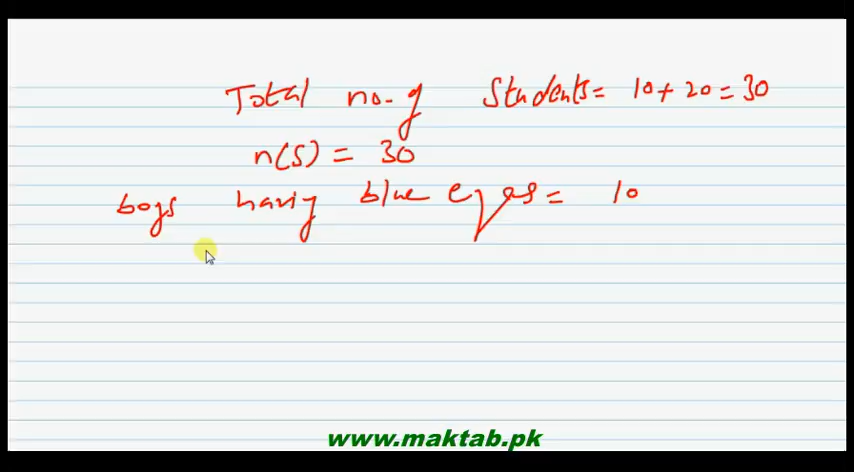 Total no. of Students = 10 + 20 = 30
n(S) = 30
boys having blue eyes = 10
www.maktab.pk